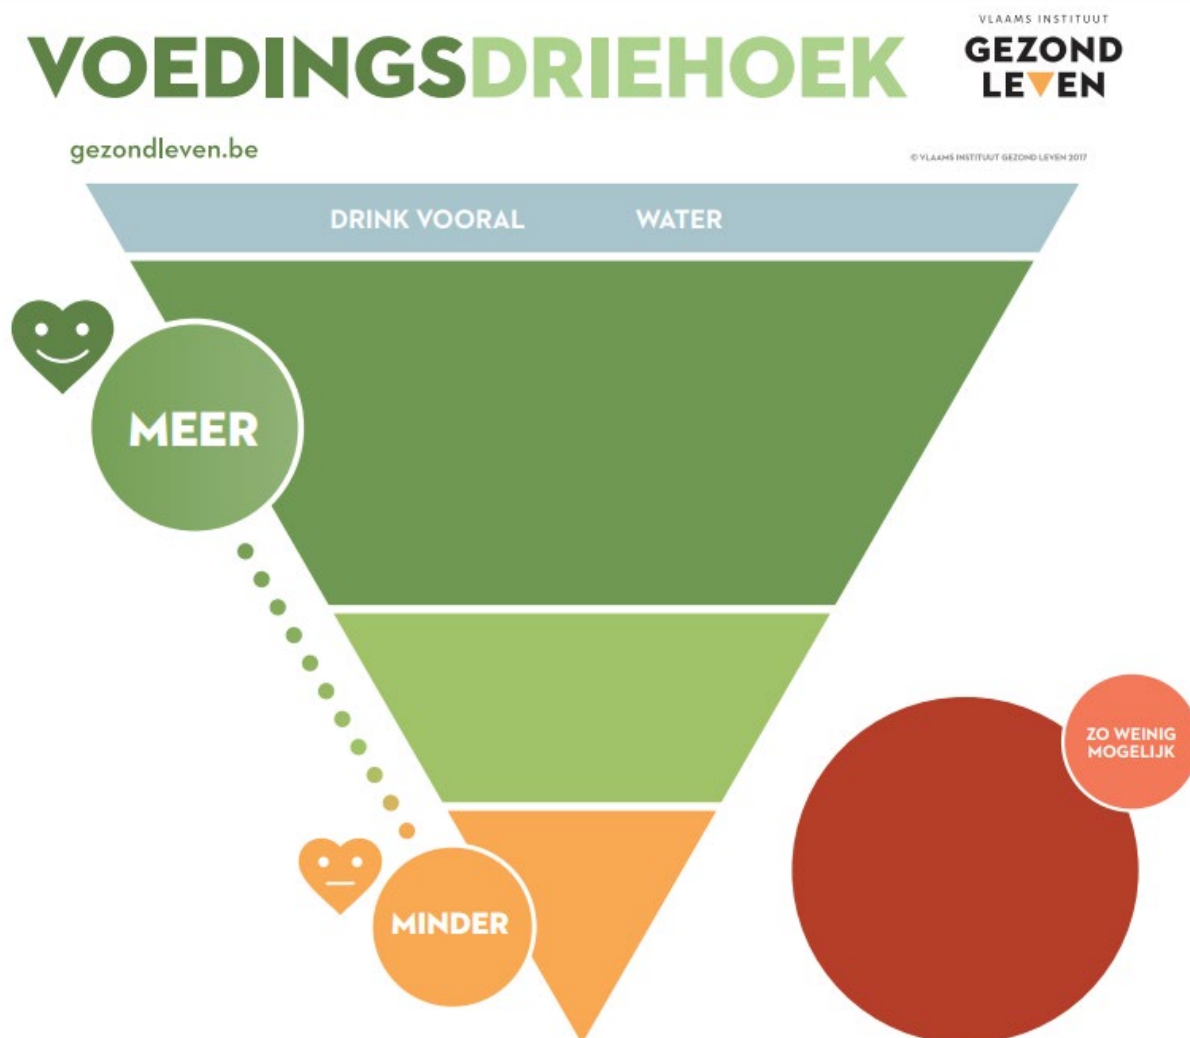 VOEDINGSDRIEHOEK
VLAAMS INSTITUUT
GEZOND
LEVEN
gezondleven.be
© VLAAMS INSTITUUT GEZOND LEVEN 2017
DRINK VOORAL WATER
MEER
ZO WEINIG
MOGELIJK
MINDER